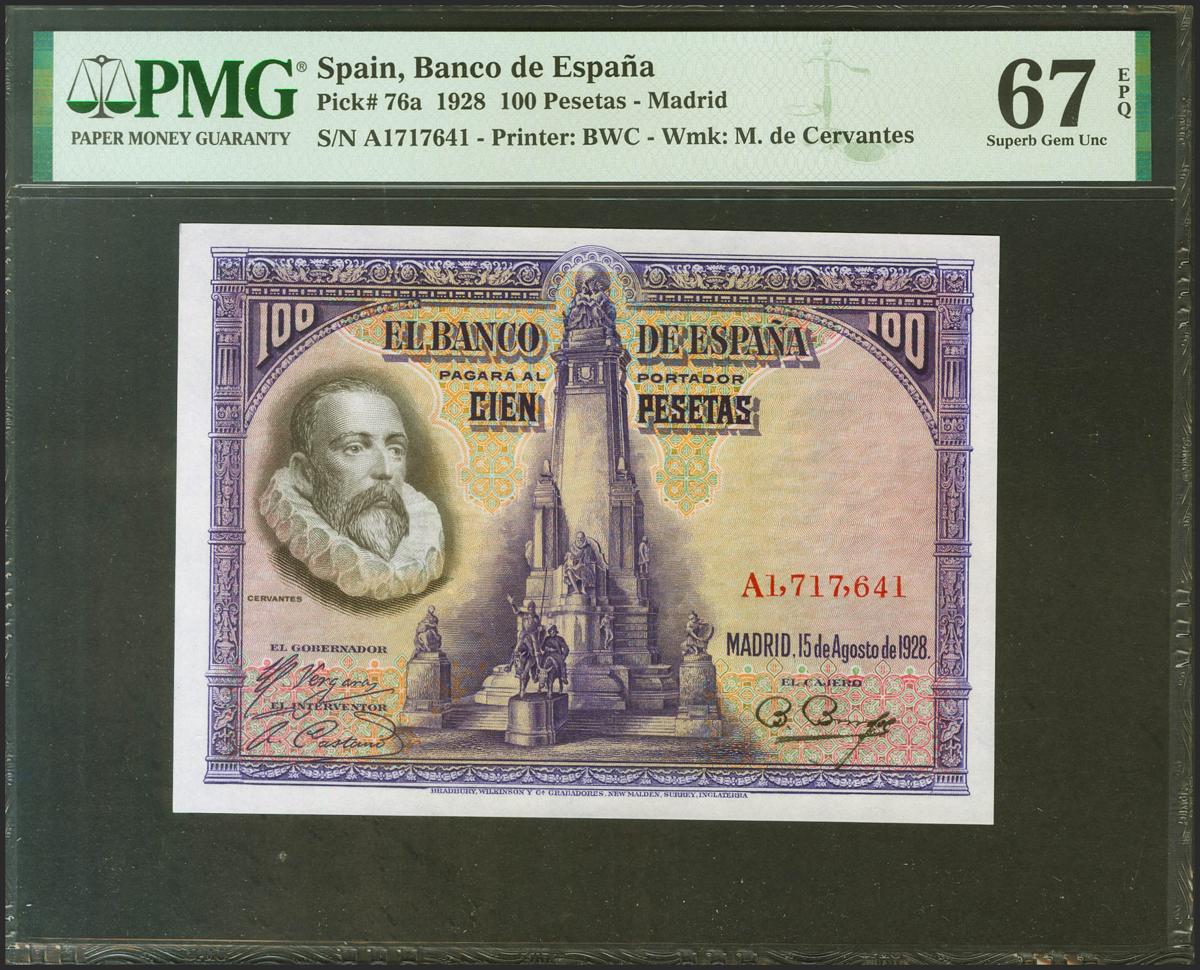 PMG®
PAPER MONEY GUARANTY
Spain, Banco de España
Pick# 76a 1928 100 Pesetas - Madrid
S/N A1717641 - Printer: BWC - Wmk: M. de Cervantes
67
EPQ
Superb Gem Unc
100
100
EL BANCO DE ESPAÑA
PAGARÁ AL PORTADOR
CIEN PESETAS
CERVANTES
A1,717,641
MADRID, 15 de Agosto de 1928.
EL GOBERNADOR
Vergara
EL INTERVENTOR
EL CAJERO
BRADBURY, WILKINSON Y Cª GRABADORES, NEW MALDEN, SURREY, INGLATERRA